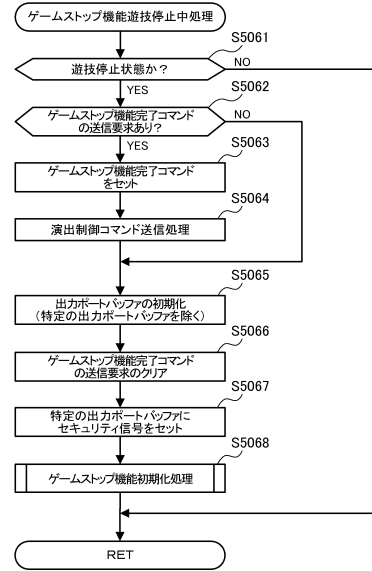 ゲームストップ機能遊技停止中処理
S5061
遊技停止状態か？
NO
YES
S5062
ゲームストップ機能完了コマンド
の送信要求あり？
NO
YES
S5063
ゲームストップ機能完了コマンド
をセット
S5064
演出制御コマンド送信処理
S5065
出力ポートバッファの初期化
（特定の出力ポートバッファを除く）
S5066
ゲームストップ機能完了コマンド
の送信要求のクリア
S5067
特定の出力ポートバッファに
セキュリティ信号をセット
S5068
ゲームストップ機能初期化処理
RET